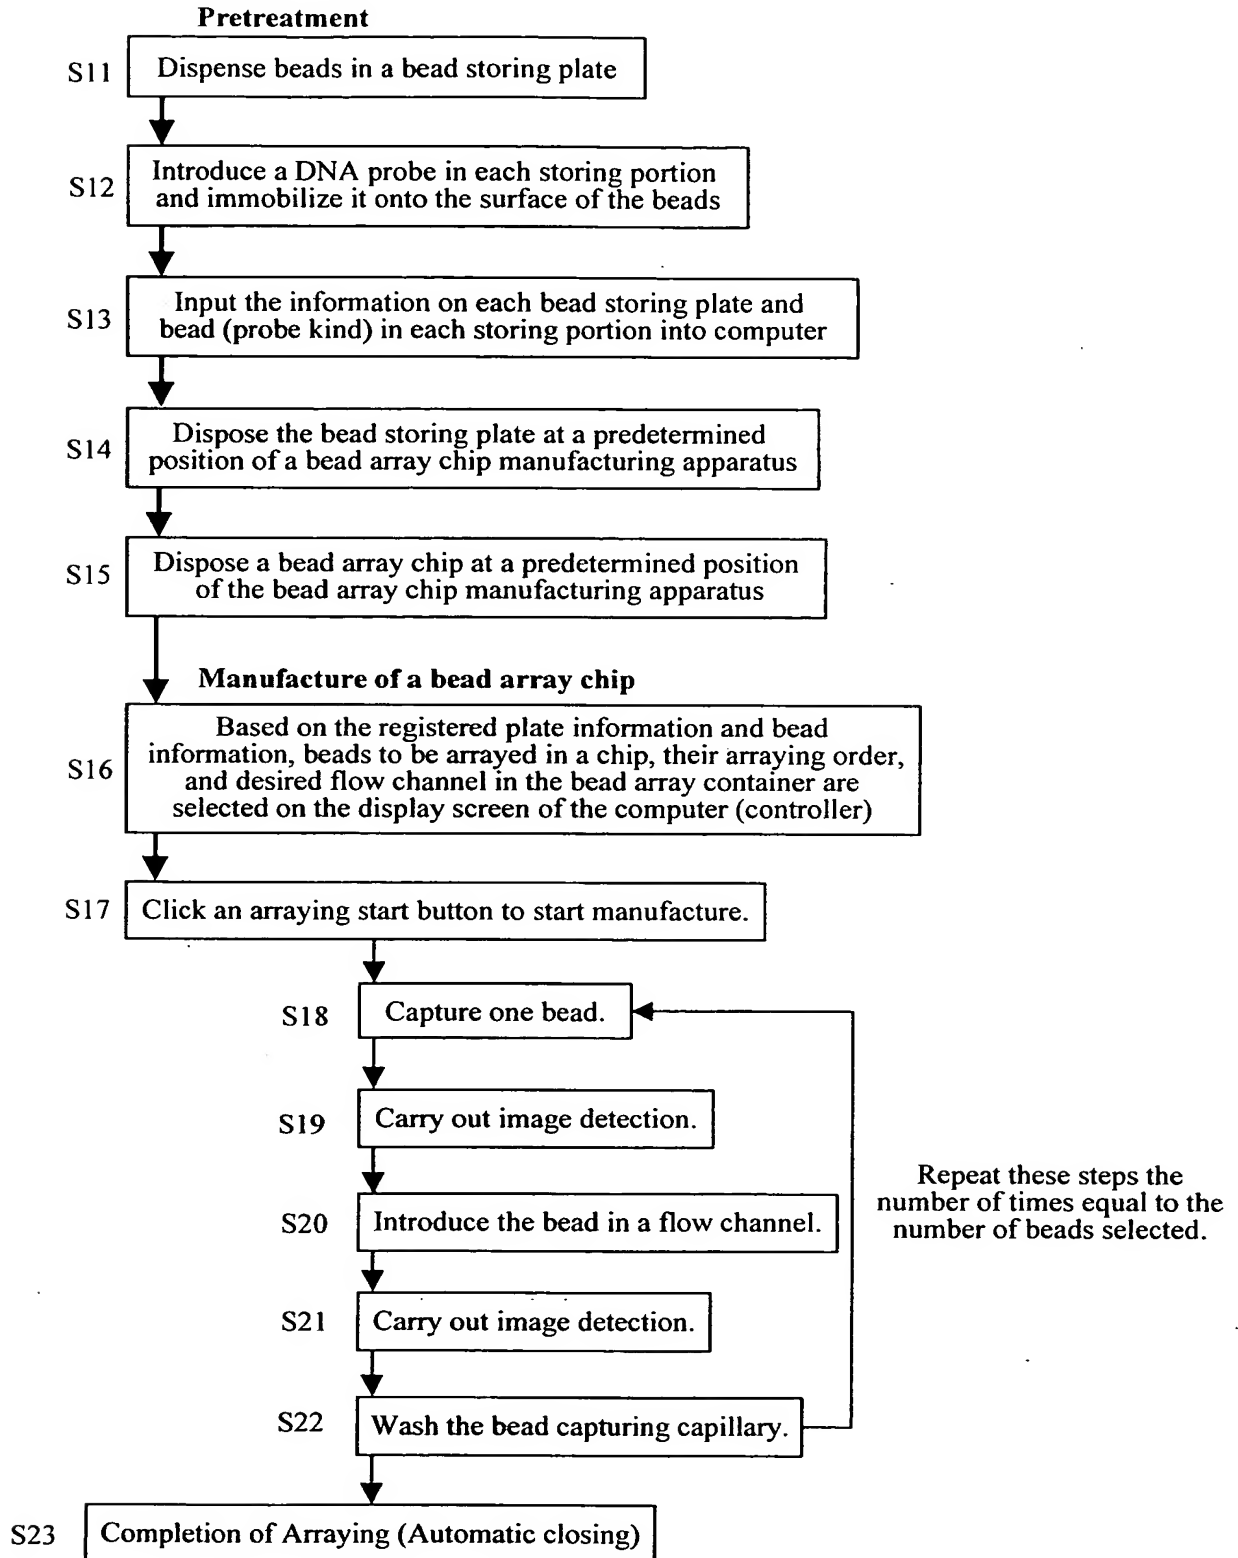 Pretreatment
S11 Dispense beads in a bead storing plate
Introduce a DNA probe in each storing portion
S12 and immobilize it onto the surface of the beads
Input the information on each bead storing plate and
S13 bead (probe kind) in each storing portion into computer
Dispose the bead storing plate at a predetermined
S14 position of a bead array chip manufacturing apparatus
Dispose a bead array chip at a predetermined position
S15 of the bead array chip manufacturing apparatus
Manufacture of a bead array chip
Based on the registered plate information and bead
information, beads to be arrayed in a chip, their arraying order,
S16 and desired flow channel in the bead array container are
selected on the display screen of the computer (controller)
S17 Click an arraying start button to start manufacture.
S18 Capture one bead.
S19 Carry out image detection.
Repeat these steps the
number of times equal to the
number of beads selected.
S20 Introduce the bead in a flow channel.
S21 Carry out image detection.
S22 Wash the bead capturing capillary.
S23 Completion of Arraying (Automatic closing)